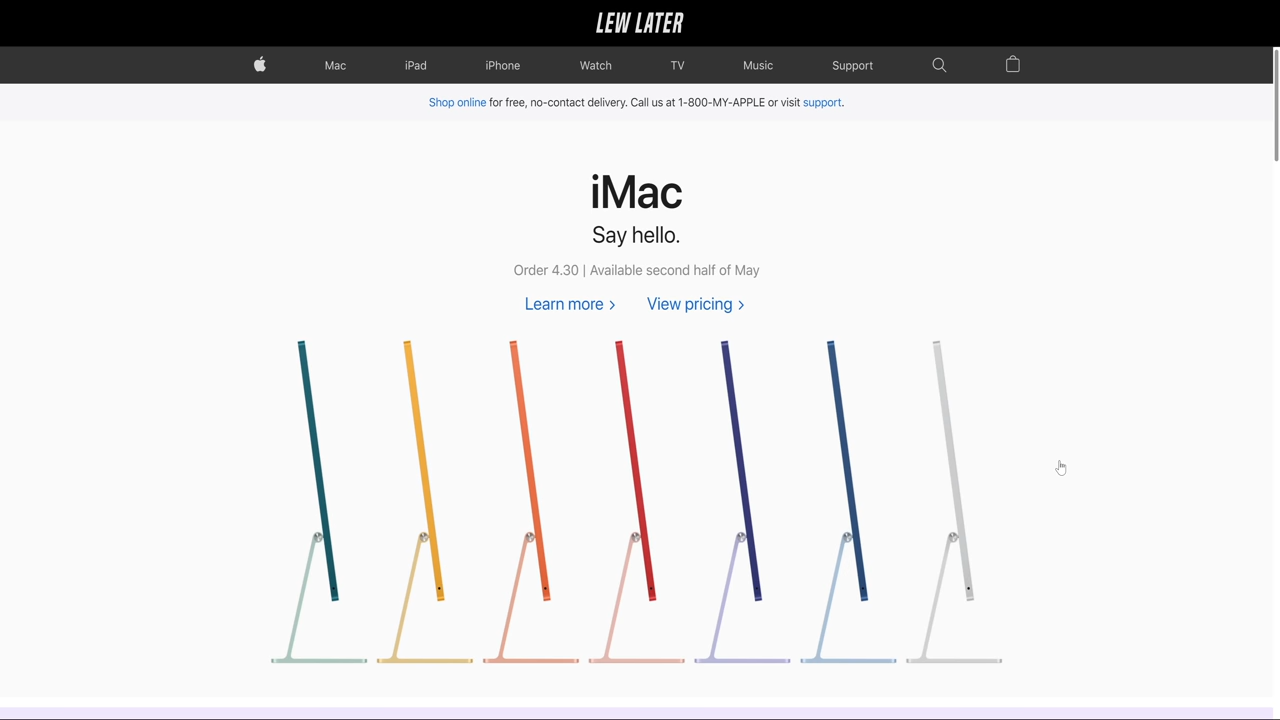 LEW LATER
Mac iPad iPhone Watch TV Music Support
Shop online for free, no-contact delivery. Call us at 1-800-MY-APPLE or visit support.
iMac
Say hello.
Order 4.30 | Available second half of May
Learn more > View pricing >